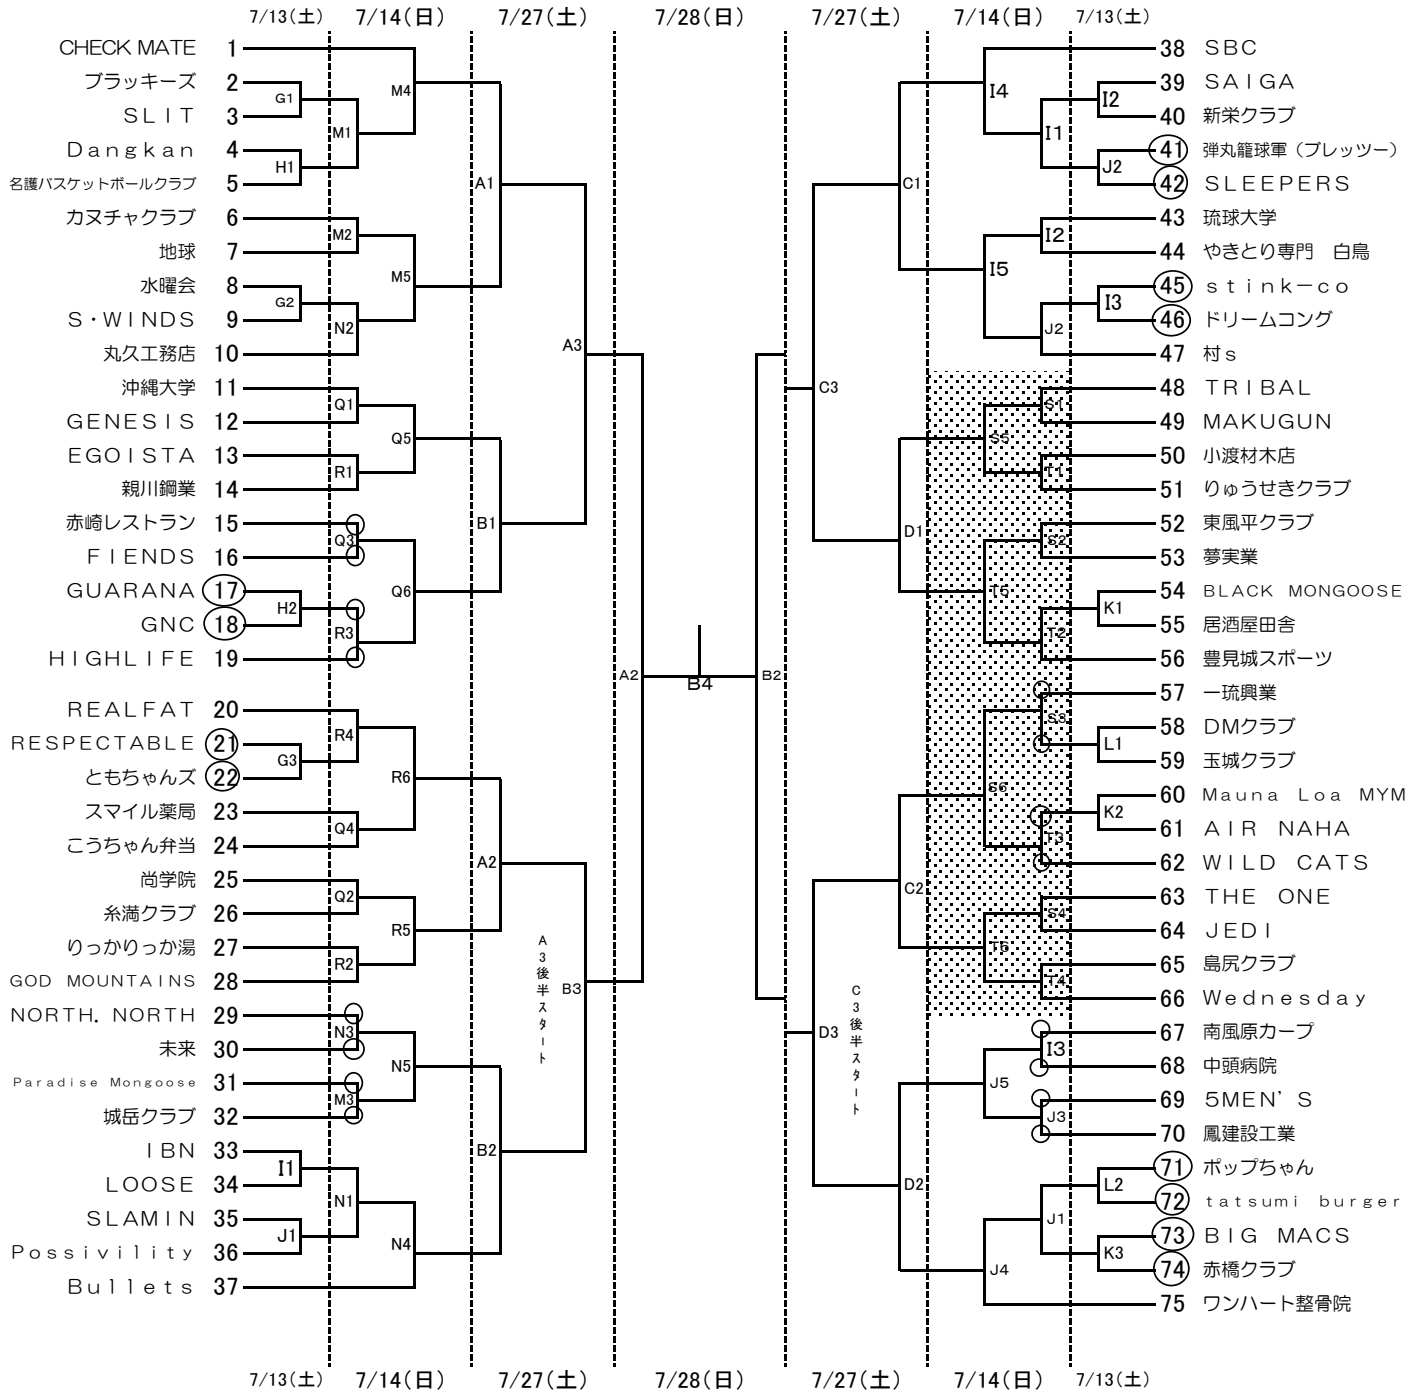 7/13(土) 7/14(日) 7/27(土) 7/28(日) 7/27(土) 7/14(日) 7/13(土)
CHECK MATE 1
ブラッキーズ 2
SLIT 3
Dangkan 4
名護バスケットボールクラブ 5
カヌチャクラブ 6
地球 7
水曜会 8
S・WINDS 9
丸久工務店 10
沖縄大学 11
GENESIS 12
EGOISTA 13
親川鋼業 14
赤崎レストラン 15
FIENDS 16
GUARANA 17
GNC 18
HIGHLIFE 19
REALFAT 20
RESPECTABLE 21
ともちゃんズ 22
スマイル薬局 23
こうちゃん弁当 24
尚学院 25
糸満クラブ 26
りっかりっか湯 27
GOD MOUNTAINS 28
NORTH.NORTH 29
未来 30
Paradise Mongoose 31
城岳クラブ 32
IBN 33
LOOSE 34
SLAMIN 35
Possivility 36
Bullets 37
G1
H1
G2
H2
G3
I1
J1
M1
M2
N2
Q1
R1
Q3
R3
R4
Q4
Q2
R2
N3
M3
N1
M4
M5
Q5
Q6
R6
R5
N5
N4
A1
B1
A2
B2
A3
B3
A3後半スタート
A2
B4
B2
C3
D3
C3後半スタート
C1
D1
C2
D2
I4
I5
S5
T5
S6
T6
J5
J4
I1
I2
J2
S1
T1
S2
T2
S3
T3
S4
T4
I3
J3
J1
I2
J2
I3
K1
L1
K2
L2
K3
38 SBC
39 SAIGA
40 新栄クラブ
41 弾丸籠球軍（ブレッツー）
42 SLEEPERS
43 琉球大学
44 やきとり専門 白鳥
45 stink-co
46 ドリームコング
47 村s
48 TRIBAL
49 MAKUGUN
50 小渡材木店
51 りゅうせきクラブ
52 東風平クラブ
53 夢実業
54 BLACK MONGOOSE
55 居酒屋田舎
56 豊見城スポーツ
57 一琉興業
58 DMクラブ
59 玉城クラブ
60 Mauna Loa MYM
61 AIR NAHA
62 WILD CATS
63 THE ONE
64 JEDI
65 島尻クラブ
66 Wednesday
67 南風原カープ
68 中頭病院
69 5MEN'S
70 鳳建設工業
71 ポップちゃん
72 tatsumi burger
73 BIG MACS
74 赤橋クラブ
75 ワンハート整骨院
7/13(土) 7/14(日) 7/27(土) 7/28(日) 7/27(土) 7/14(日) 7/13(土)